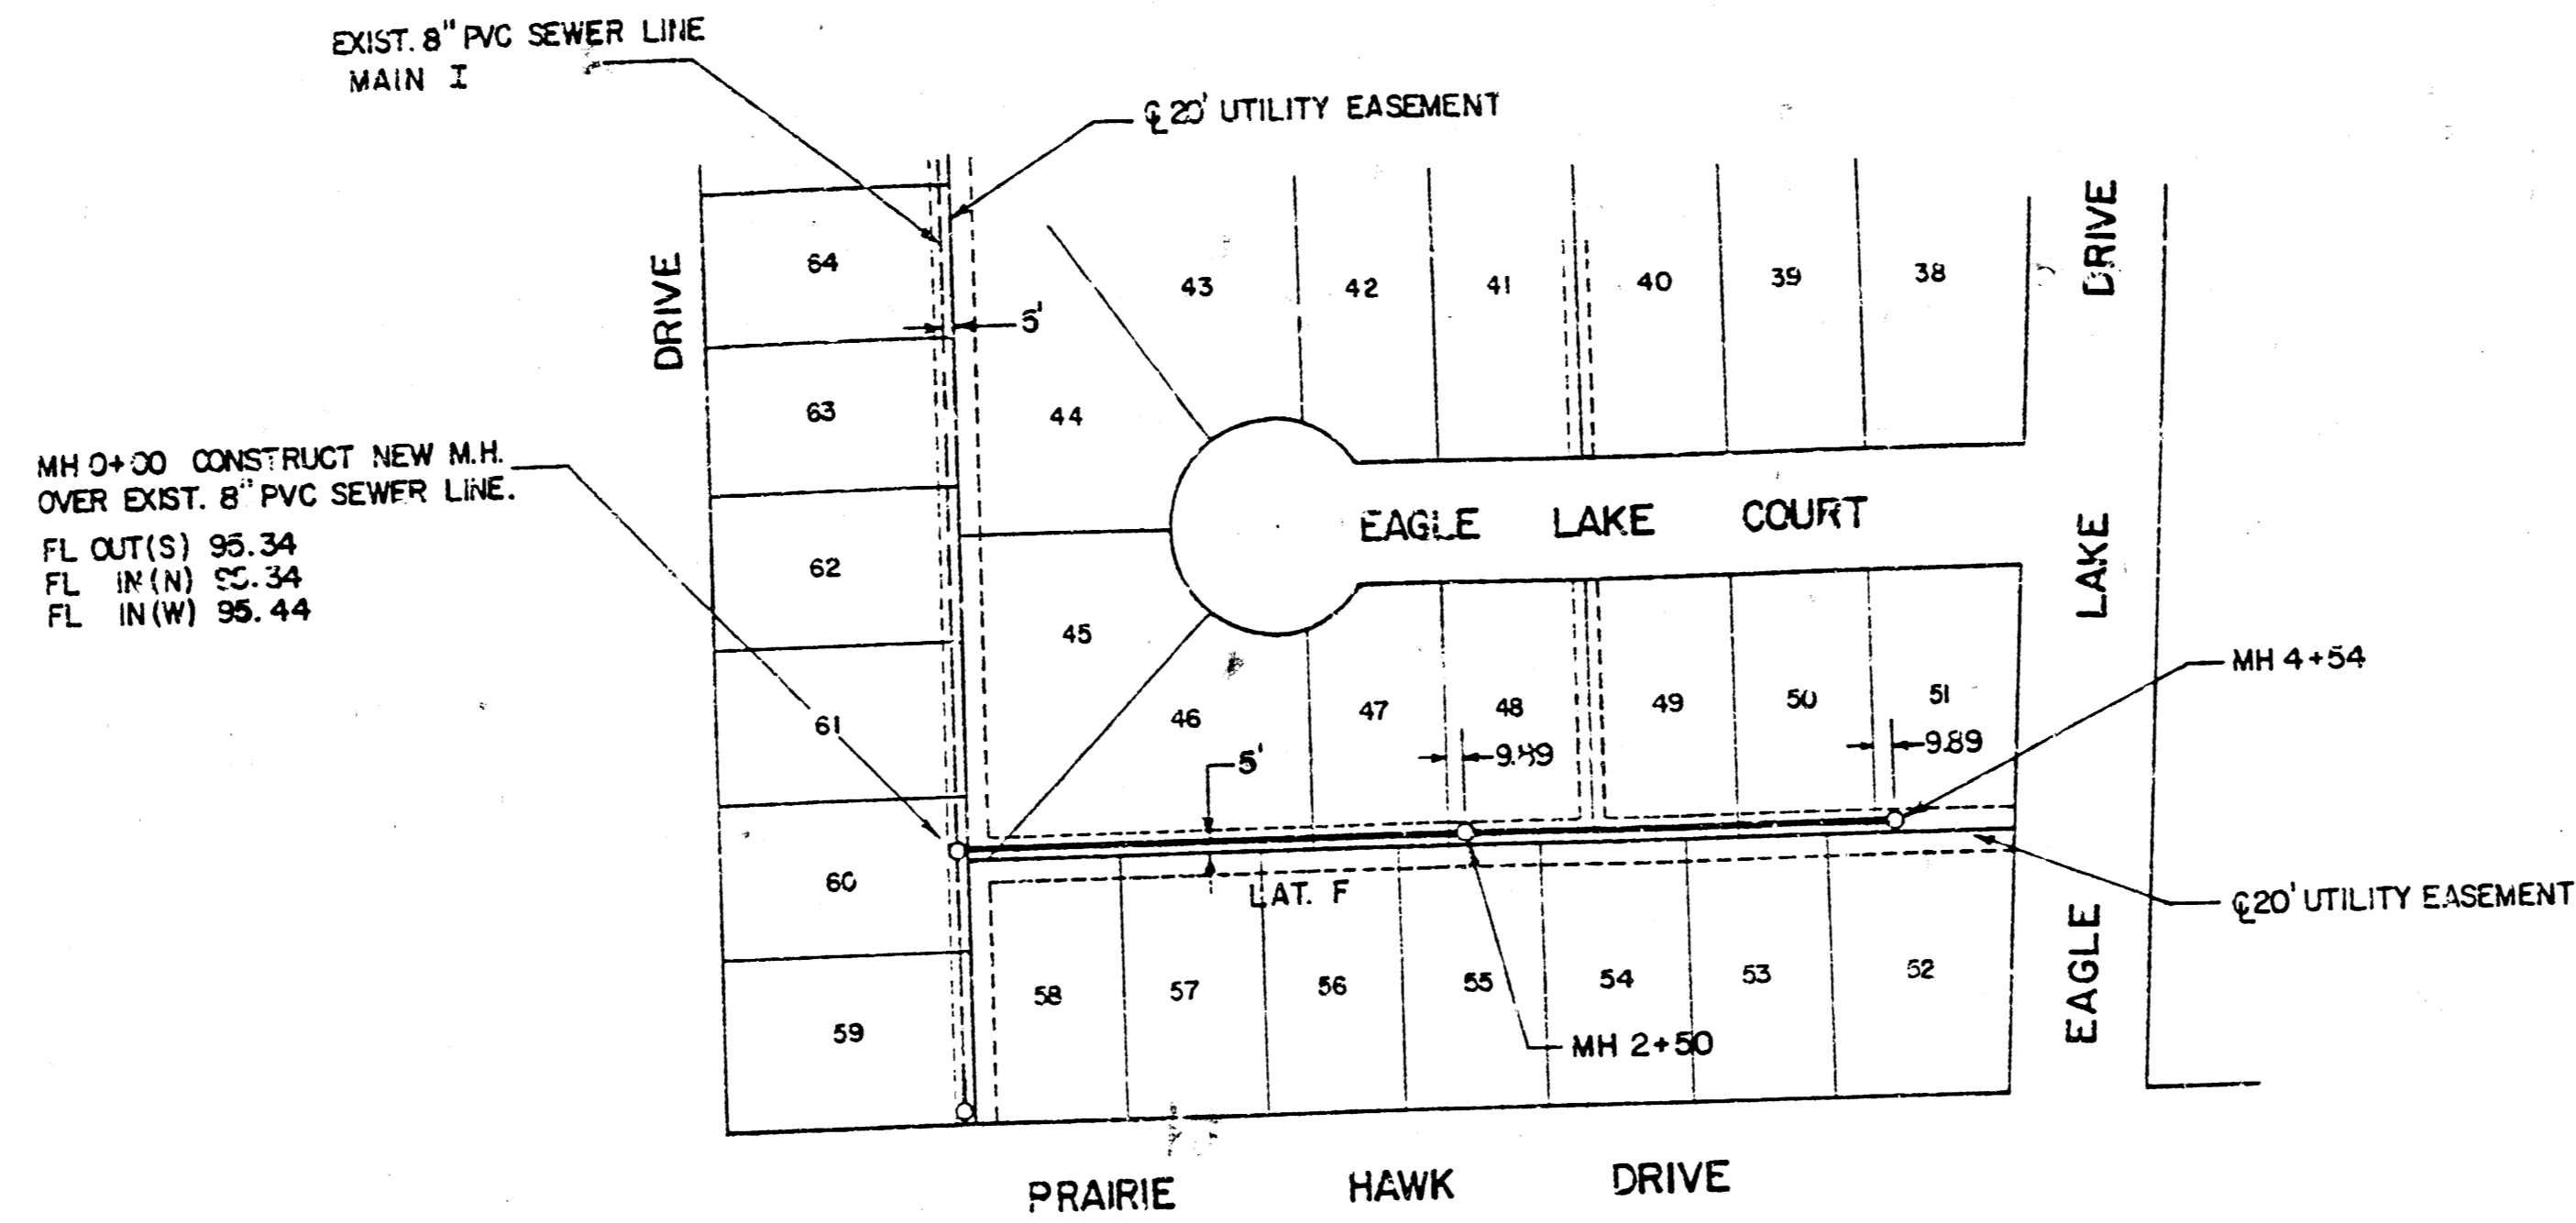 EXIST. 8" PVC SEWER LINE
MAIN I
℄ 20' UTILITY EASEMENT
DRIVE
DRIVE
64
43
42
41
40
39
38
5'
63
44
MH 0+00 CONSTRUCT NEW M.H.
OVER EXIST. 8" PVC SEWER LINE.
FL OUT(S) 95.34
FL IN(N)
FL IN(W) 95.44
EAGLE LAKE COURT
LAKE
62
45
61
46
47
48
49
50
51
MH 4+54
5'
9.89
60
LAT. F
℄ 20' UTILITY EASEMENT
EAGLE
59
58
57
56
55
54
53
52
MH 2+50
PRAIRIE HAWK DRIVE